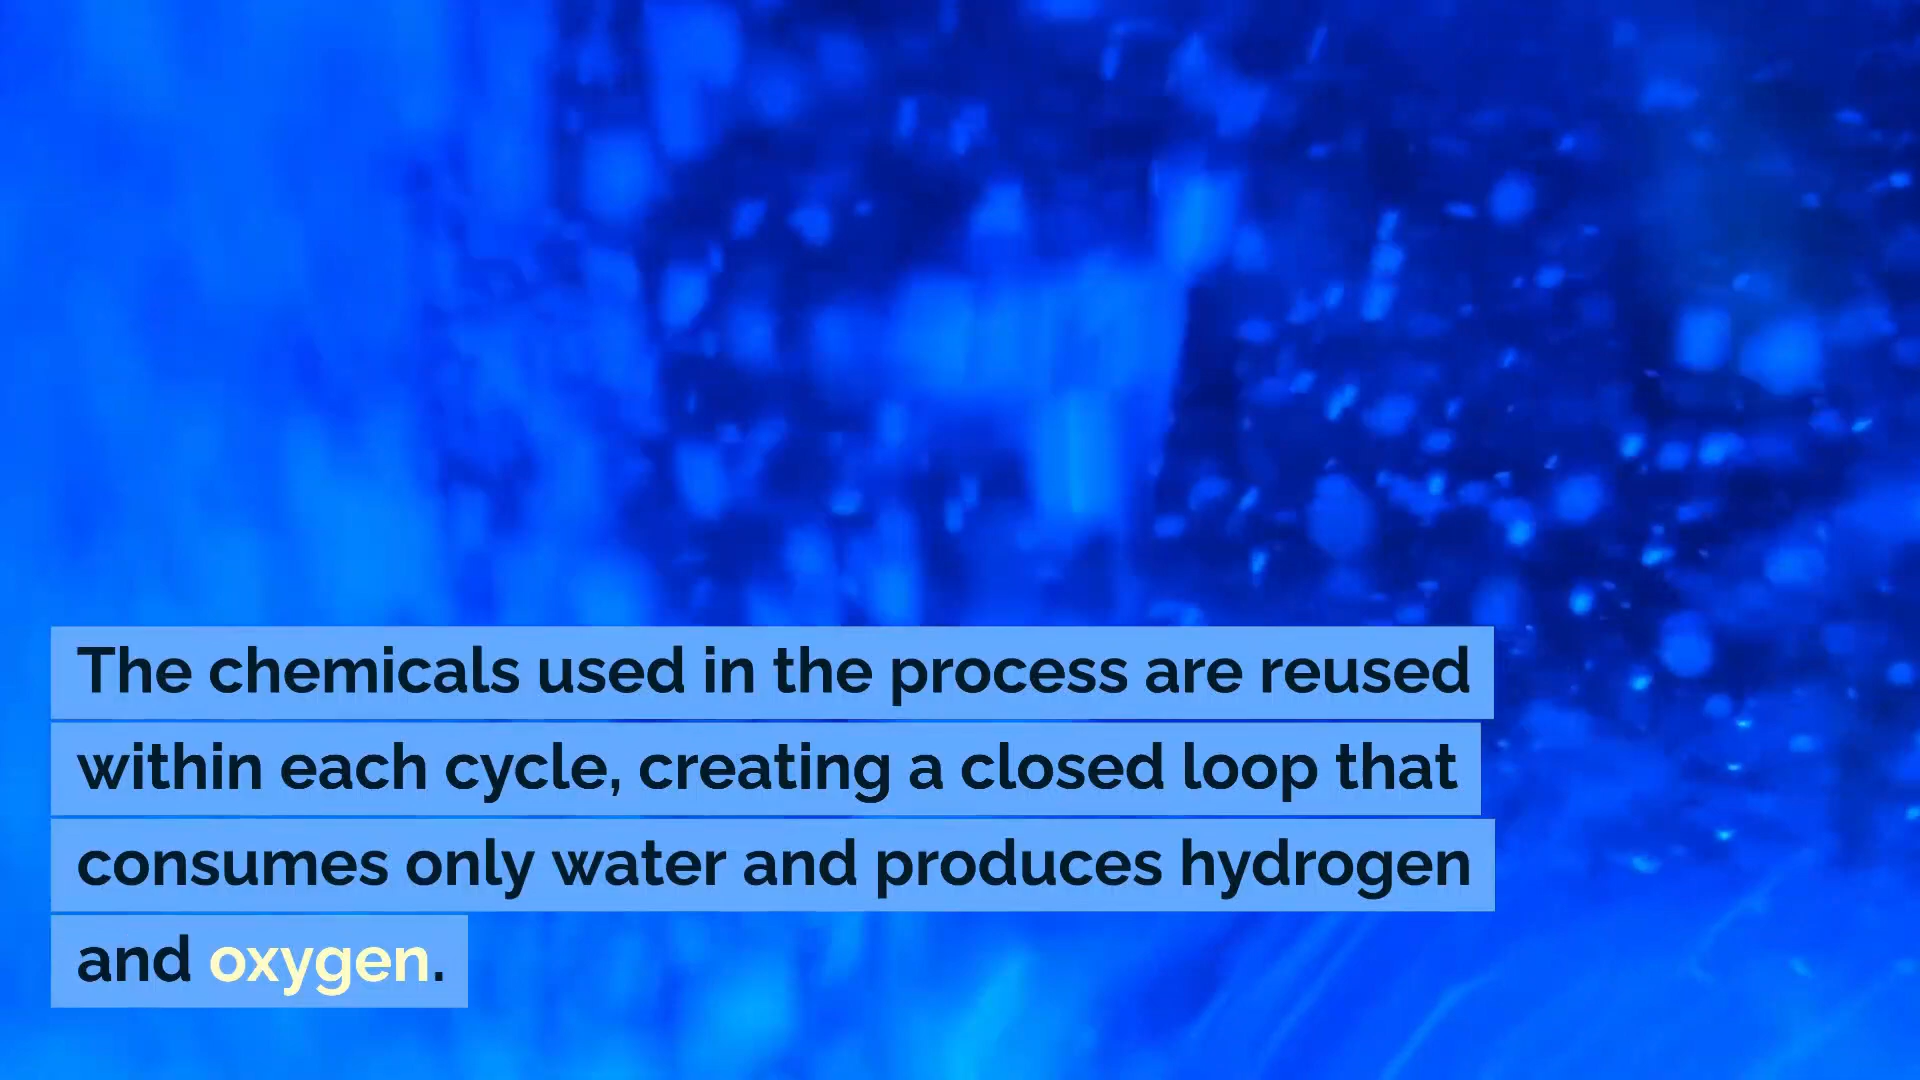 The chemicals used in the process are reused
within each cycle, creating a closed loop that
consumes only water and produces hydrogen
and oxygen.